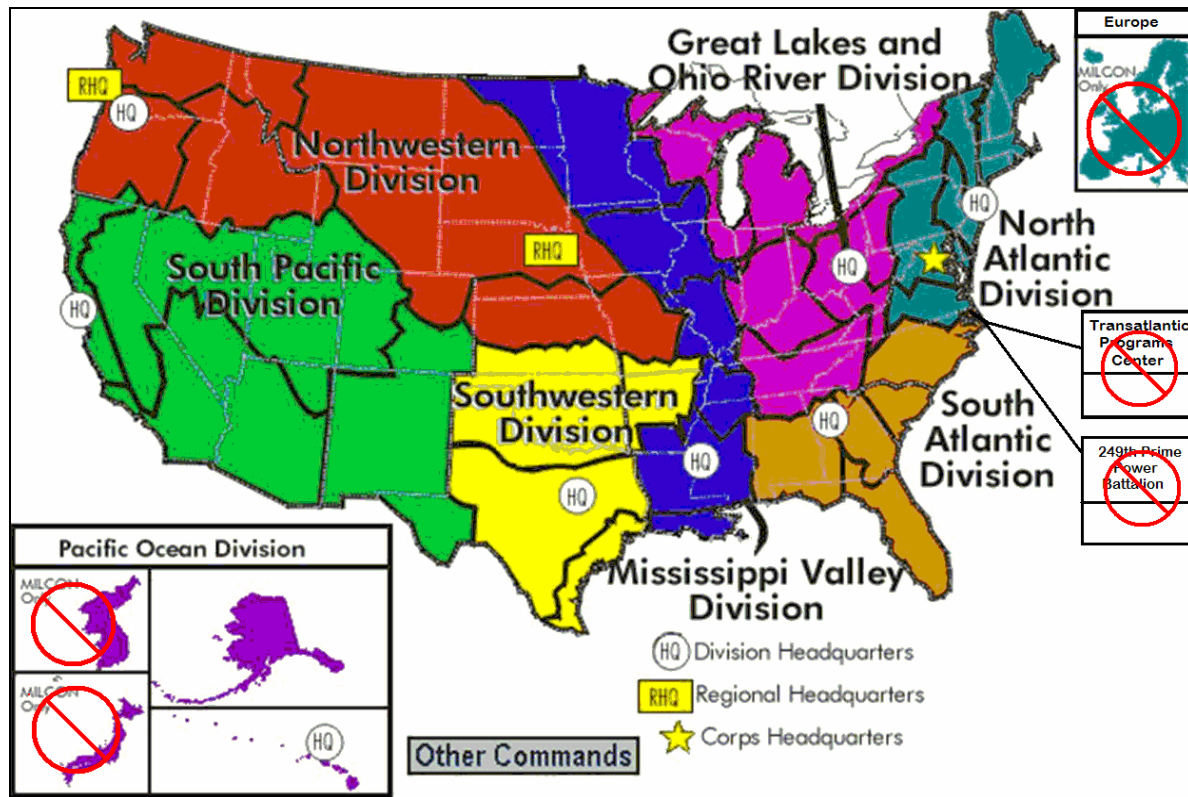 Europe
MILCON
Only
Great Lakes and
Ohio River Division
RHQ
HQ
Northwestern
Division
RHQ
HQ
HQ
North
Atlantic
Division
South Pacific
Division
HQ
Transatlantic
Programs
Center
Southwestern
Division
HQ
South
Atlantic
Division
HQ
HQ
249th Prime
Power
Battalion
Mississippi Valley
Division
Pacific Ocean Division
MILCON
Only
MILCON
Only
HQ
HQ Division Headquarters
RHQ Regional Headquarters
Corps Headquarters
Other Commands